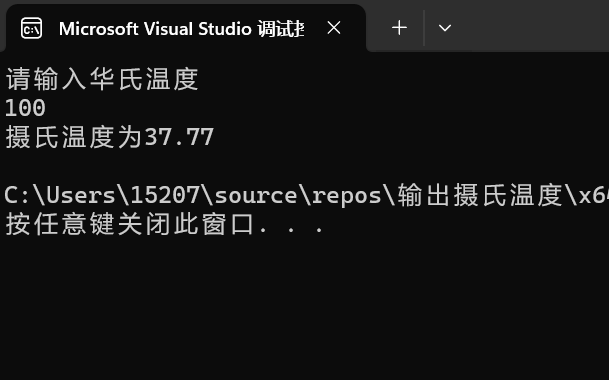 Microsoft Visual Studio 调试
请输入华氏温度
100
摄氏温度为37.77
C:\Users\15207\source\repos\输出摄氏温度\x6
按任意键关闭此窗口. . .